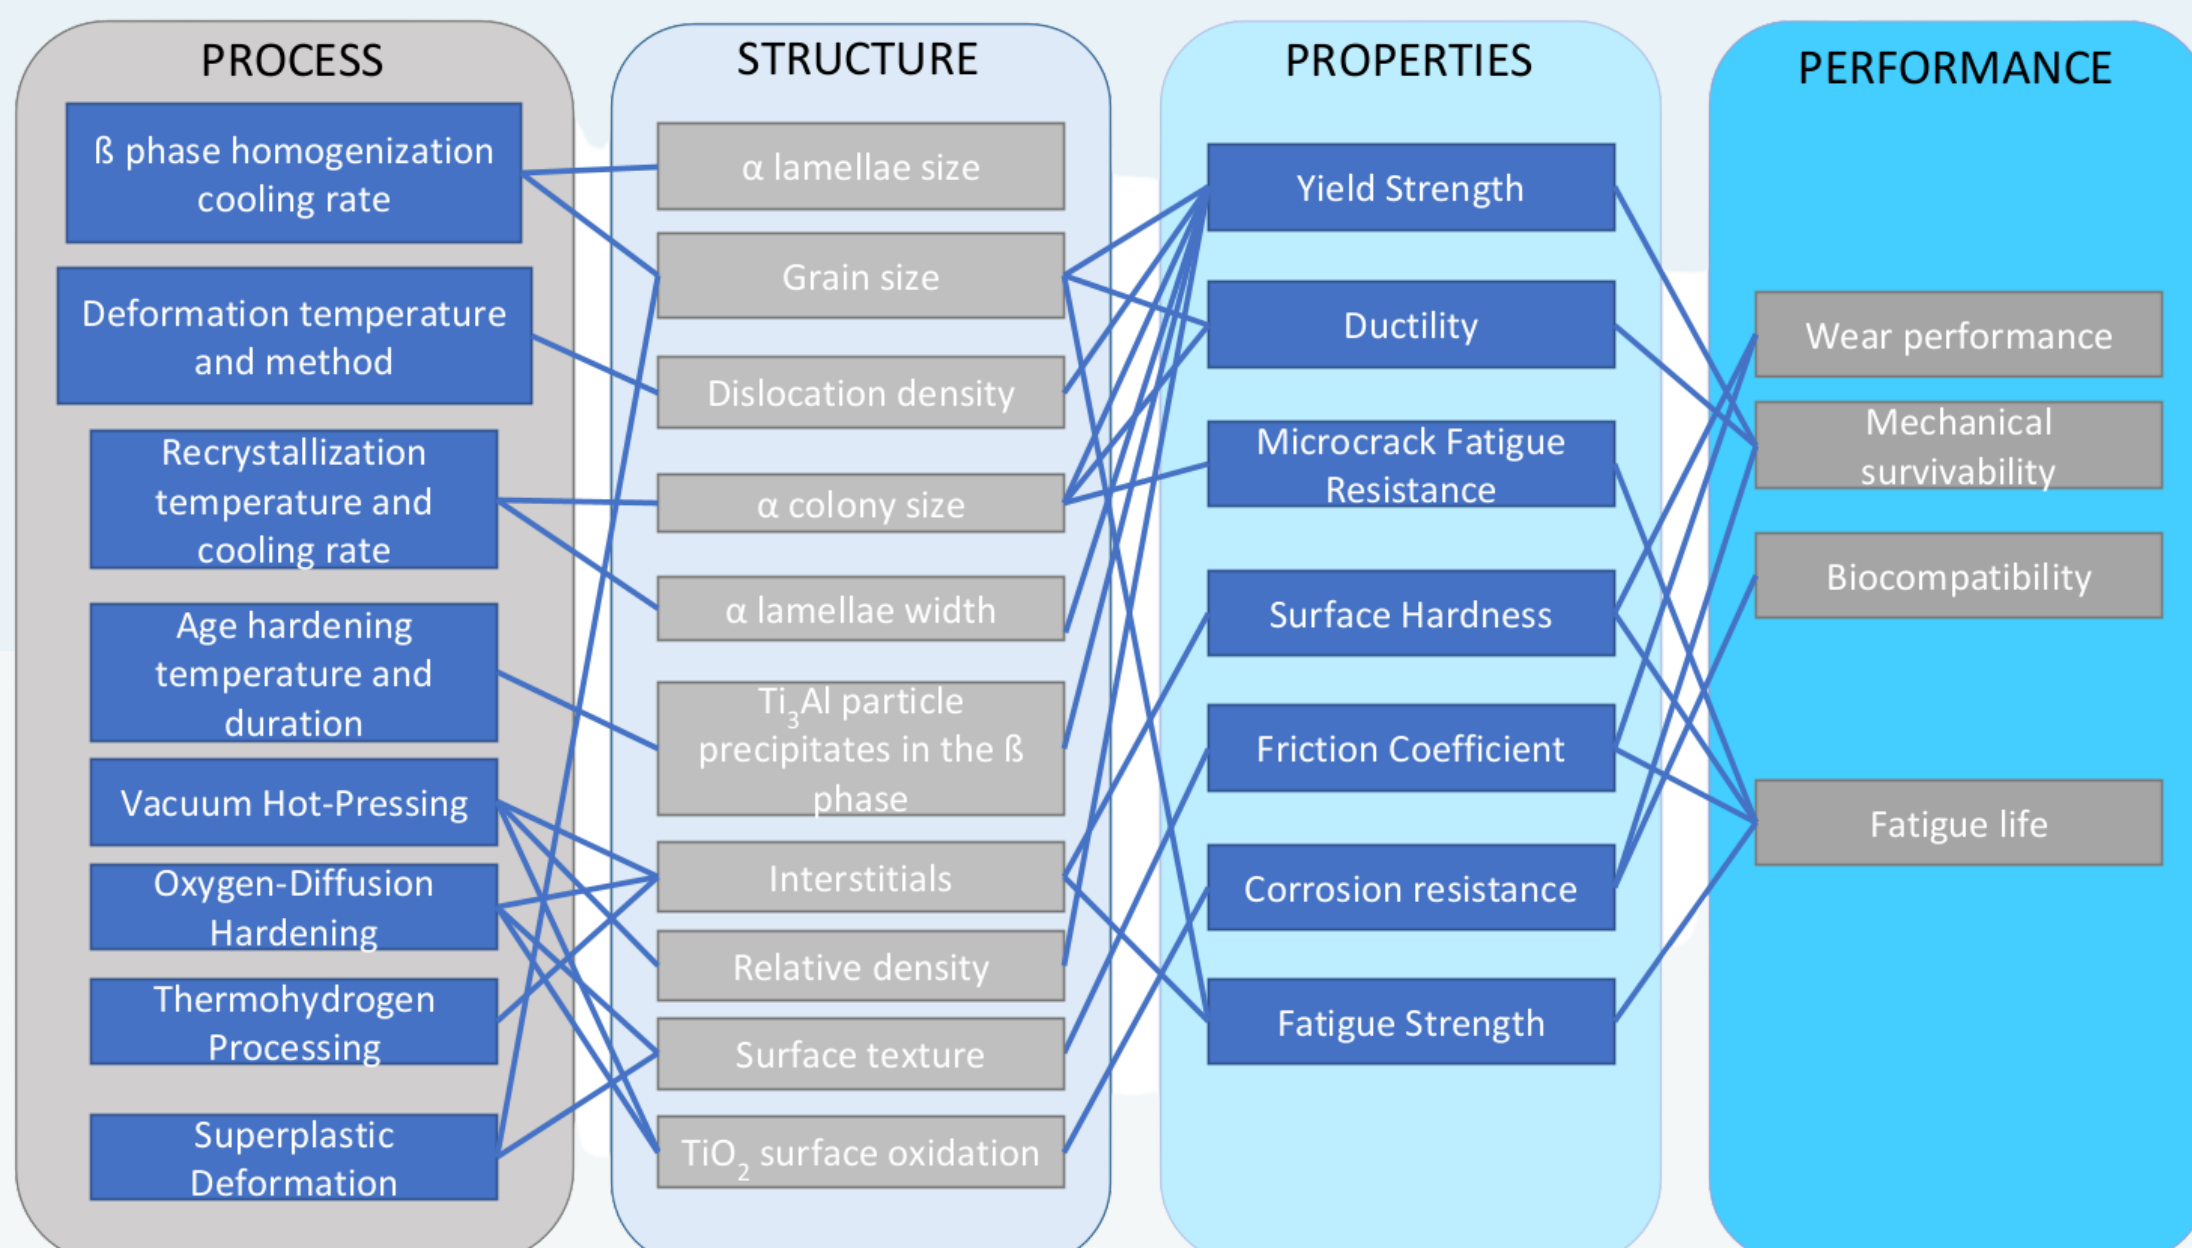 PROCESS
ß phase homogenization
cooling rate
Deformation temperature
and method
Recrystallization
temperature and
cooling rate
Age hardening
temperature and
duration
Vacuum Hot-Pressing
Oxygen-Diffusion
Hardening
Thermohydrogen
Processing
Superplastic
Deformation
STRUCTURE
α lamellae size
Grain size
Dislocation density
α colony size
α lamellae width
Ti₃Al particle
precipitates in the ß
phase
Interstitials
Relative density
Surface texture
TiO₂ surface oxidation
PROPERTIES
Yield Strength
Ductility
Microcrack Fatigue
Resistance
Surface Hardness
Friction Coefficient
Corrosion resistance
Fatigue Strength
PERFORMANCE
Wear performance
Mechanical
survivability
Biocompatibility
Fatigue life